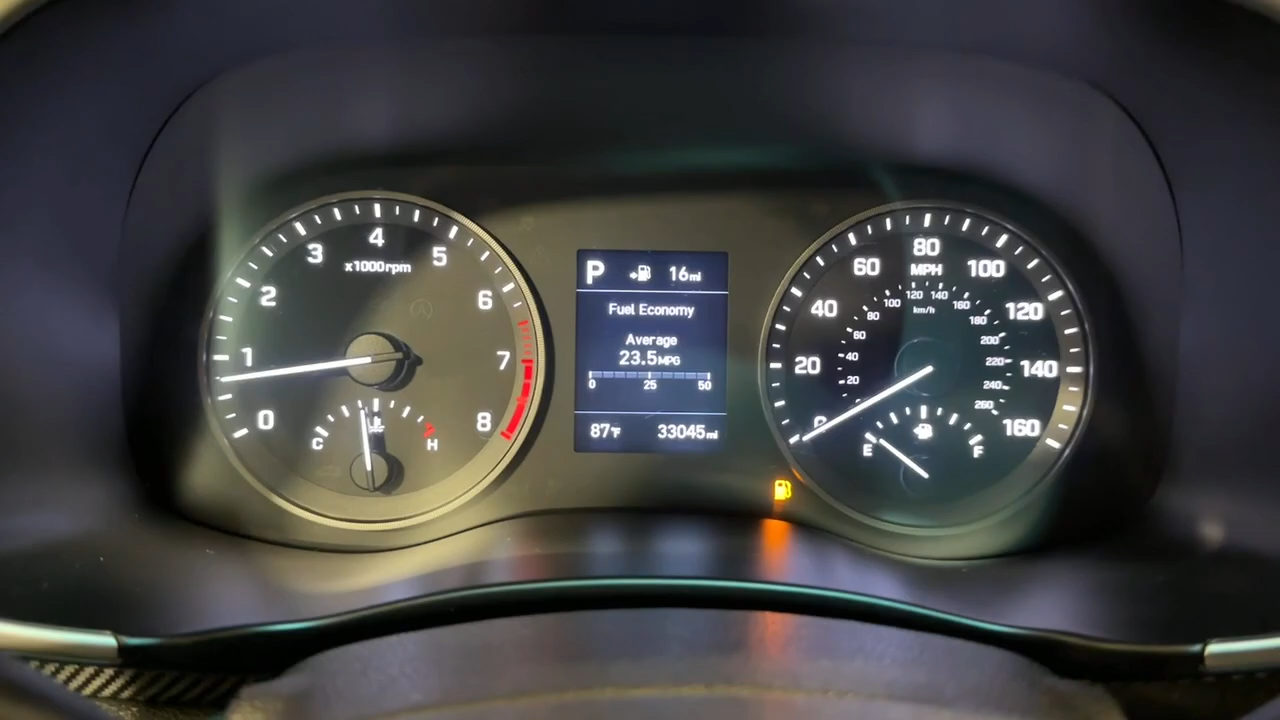 0
1
2
3
4
5
6
7
8
x1000rpm
C
H
P 16mi
Fuel Economy
Average
23.5MPG
0 25 50
87°F 33045mi
20
40
60
80
100
120
140
160
MPH
20
40
60
80
100
120
140
160
180
200
220
240
260
km/h
E
F